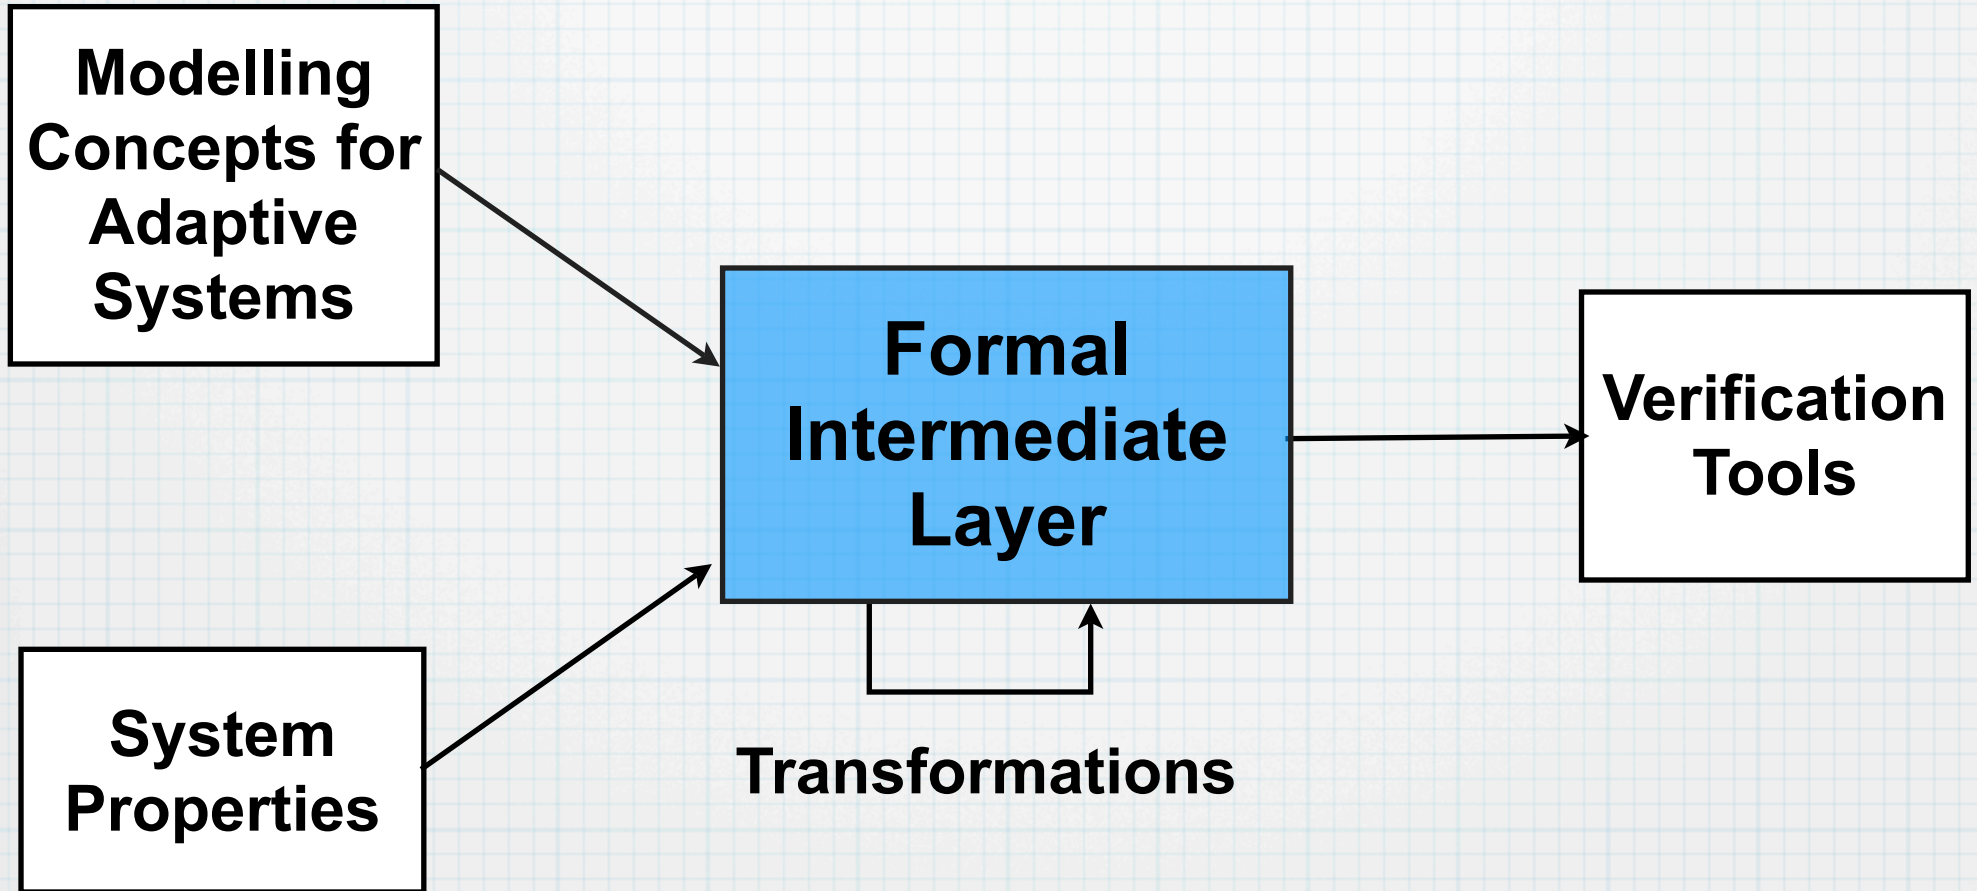 Modelling
Concepts for
Adaptive
Systems
Formal
Intermediate
Layer
Verification
Tools
System
Properties
Transformations